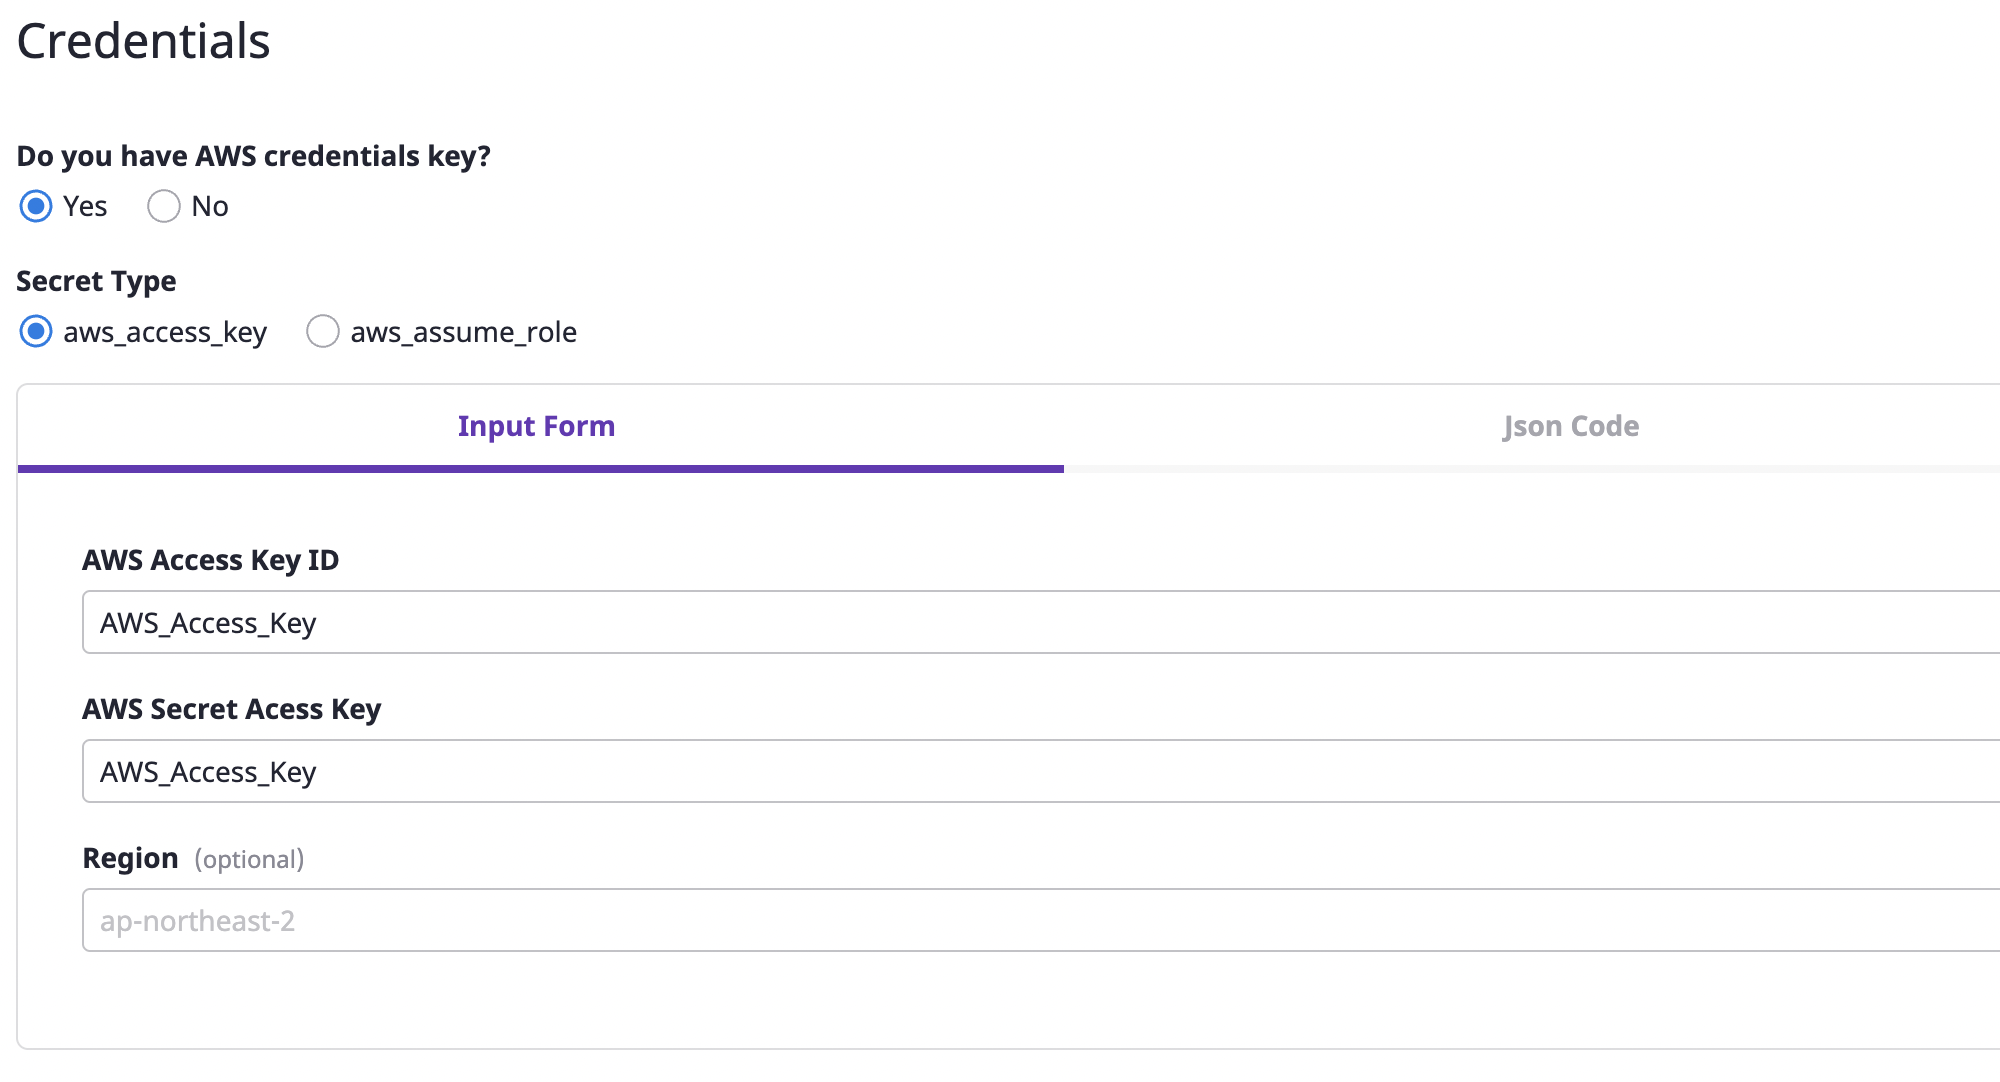 Credentials
Do you have AWS credentials key?
Yes No
Secret Type
aws_access_key aws_assume_role
Input Form Json Code
AWS Access Key ID
AWS_Access_Key
AWS Secret Acess Key
AWS_Access_Key
Region (optional)
ap-northeast-2